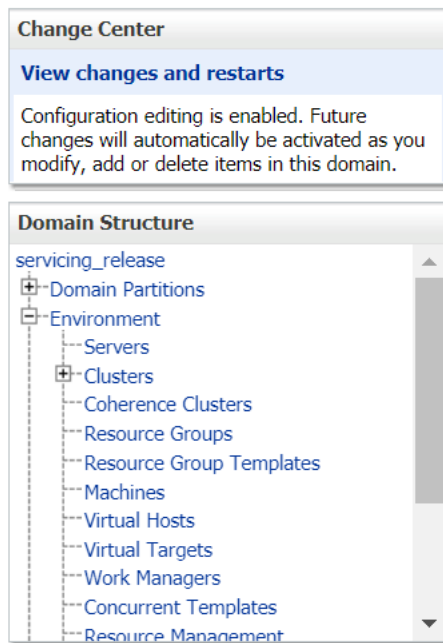 Change Center
View changes and restarts
Configuration editing is enabled. Future
changes will automatically be activated as you
modify, add or delete items in this domain.
Domain Structure
servicing_release
Domain Partitions
Environment
Servers
Clusters
Coherence Clusters
Resource Groups
Resource Group Templates
Machines
Virtual Hosts
Virtual Targets
Work Managers
Concurrent Templates
Resource Management